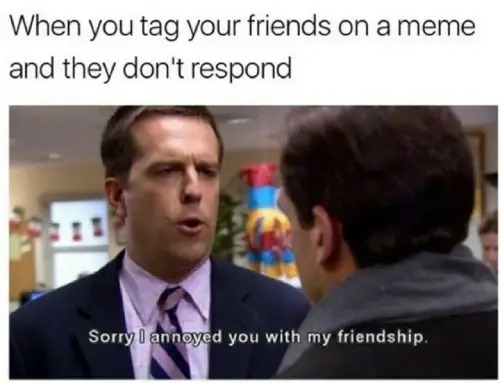 When you tag your friends on a meme
and they don't respond
Sorry I annoyed you with my friendship.